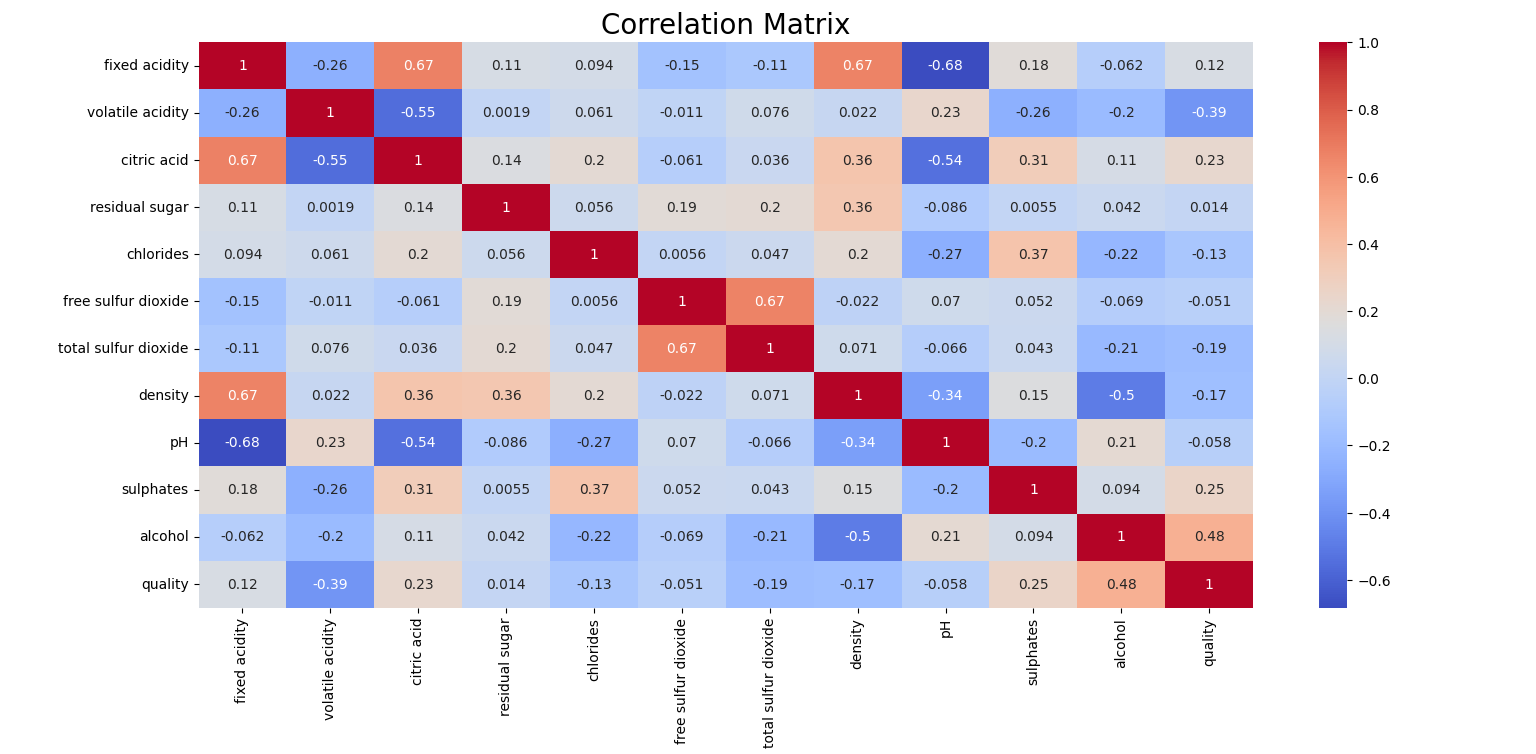 Correlation Matrix
fixed acidity 1 -0.26 0.67 0.11 0.094 -0.15 -0.11 0.67 -0.68 0.18 -0.062 0.12
volatile acidity -0.26 1 -0.55 0.0019 0.061 -0.011 0.076 0.022 0.23 -0.26 -0.2 -0.39
citric acid 0.67 -0.55 1 0.14 0.2 -0.061 0.036 0.36 -0.54 0.31 0.11 0.23
residual sugar 0.11 0.0019 0.14 1 0.056 0.19 0.2 0.36 -0.086 0.0055 0.042 0.014
chlorides 0.094 0.061 0.2 0.056 1 0.0056 0.047 0.2 -0.27 0.37 -0.22 -0.13
free sulfur dioxide -0.15 -0.011 -0.061 0.19 0.0056 1 0.67 -0.022 0.07 0.052 -0.069 -0.051
total sulfur dioxide -0.11 0.076 0.036 0.2 0.047 0.67 1 0.071 -0.066 0.043 -0.21 -0.19
density 0.67 0.022 0.36 0.36 0.2 -0.022 0.071 1 -0.34 0.15 -0.5 -0.17
pH -0.68 0.23 -0.54 -0.086 -0.27 0.07 -0.066 -0.34 1 -0.2 0.21 -0.058
sulphates 0.18 -0.26 0.31 0.0055 0.37 0.052 0.043 0.15 -0.2 1 0.094 0.25
alcohol -0.062 -0.2 0.11 0.042 -0.22 -0.069 -0.21 -0.5 0.21 0.094 1 0.48
quality 0.12 -0.39 0.23 0.014 -0.13 -0.051 -0.19 -0.17 -0.058 0.25 0.48 1
fixed acidity
volatile acidity
citric acid
residual sugar
chlorides
free sulfur dioxide
total sulfur dioxide
density
pH
sulphates
alcohol
quality
1.0
0.8
0.6
0.4
0.2
0.0
−0.2
−0.4
−0.6